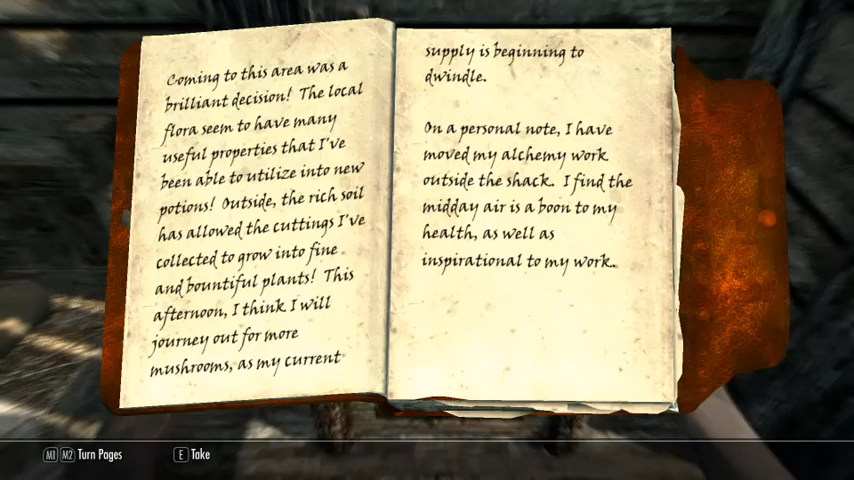 Coming to this area was a
brilliant decision! The local
flora seem to have many
useful properties that I've
been able to utilize into new
potions! Outside, the rich soil
has allowed the cuttings I've
collected to grow into fine
and bountiful plants! This
afternoon, I think I will
journey out for more
mushrooms, as my current
supply is beginning to
dwindle.
On a personal note, I have
moved my alchemy work
outside the shack. I find the
midday air is a boon to my
health, as well as
inspirational to my work.
M1 M2 Turn Pages
E Take